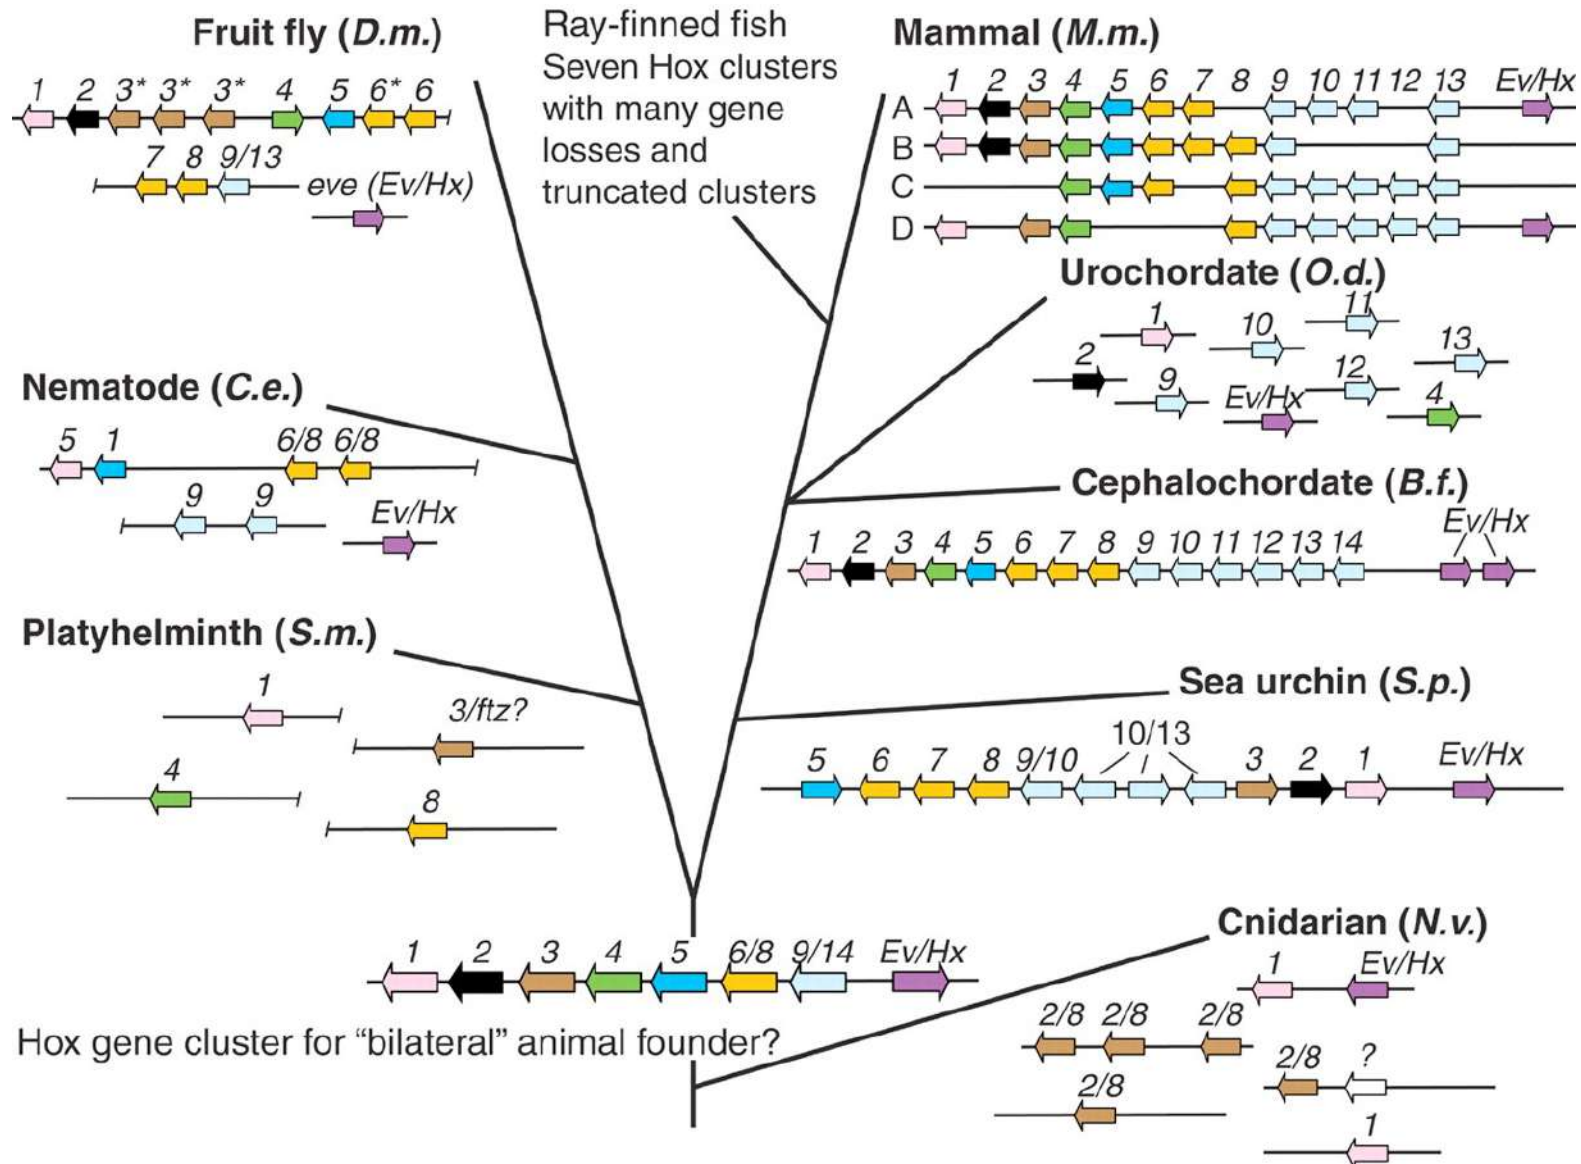 Fruit fly (D.m.)
1 2 3* 3* 3* 4 5 6* 6
7 8 9/13
eve (Ev/Hx)
Ray-finned fish
Seven Hox clusters
with many gene
losses and
truncated clusters
Mammal (M.m.)
1 2 3 4 5 6 7 8 9 10 11 12 13 Ev/Hx
A
B
C
D
Urochordate (O.d.)
1
10
11
13
2
9
Ev/Hx
12
4
Nematode (C.e.)
5 1 6/8 6/8
9 9
Ev/Hx
Cephalochordate (B.f.)
Ev/Hx
1 2 3 4 5 6 7 8 9 10 11 12 13 14
Platyhelminth (S.m.)
1
3/ftz?
4
8
Sea urchin (S.p.)
10/13
5 6 7 8 9/10 3 2 1 Ev/Hx
1 2 3 4 5 6/8 9/14 Ev/Hx
Hox gene cluster for “bilateral” animal founder?
Cnidarian (N.v.)
1 Ev/Hx
2/8 2/8 2/8
2/8 ?
2/8
1